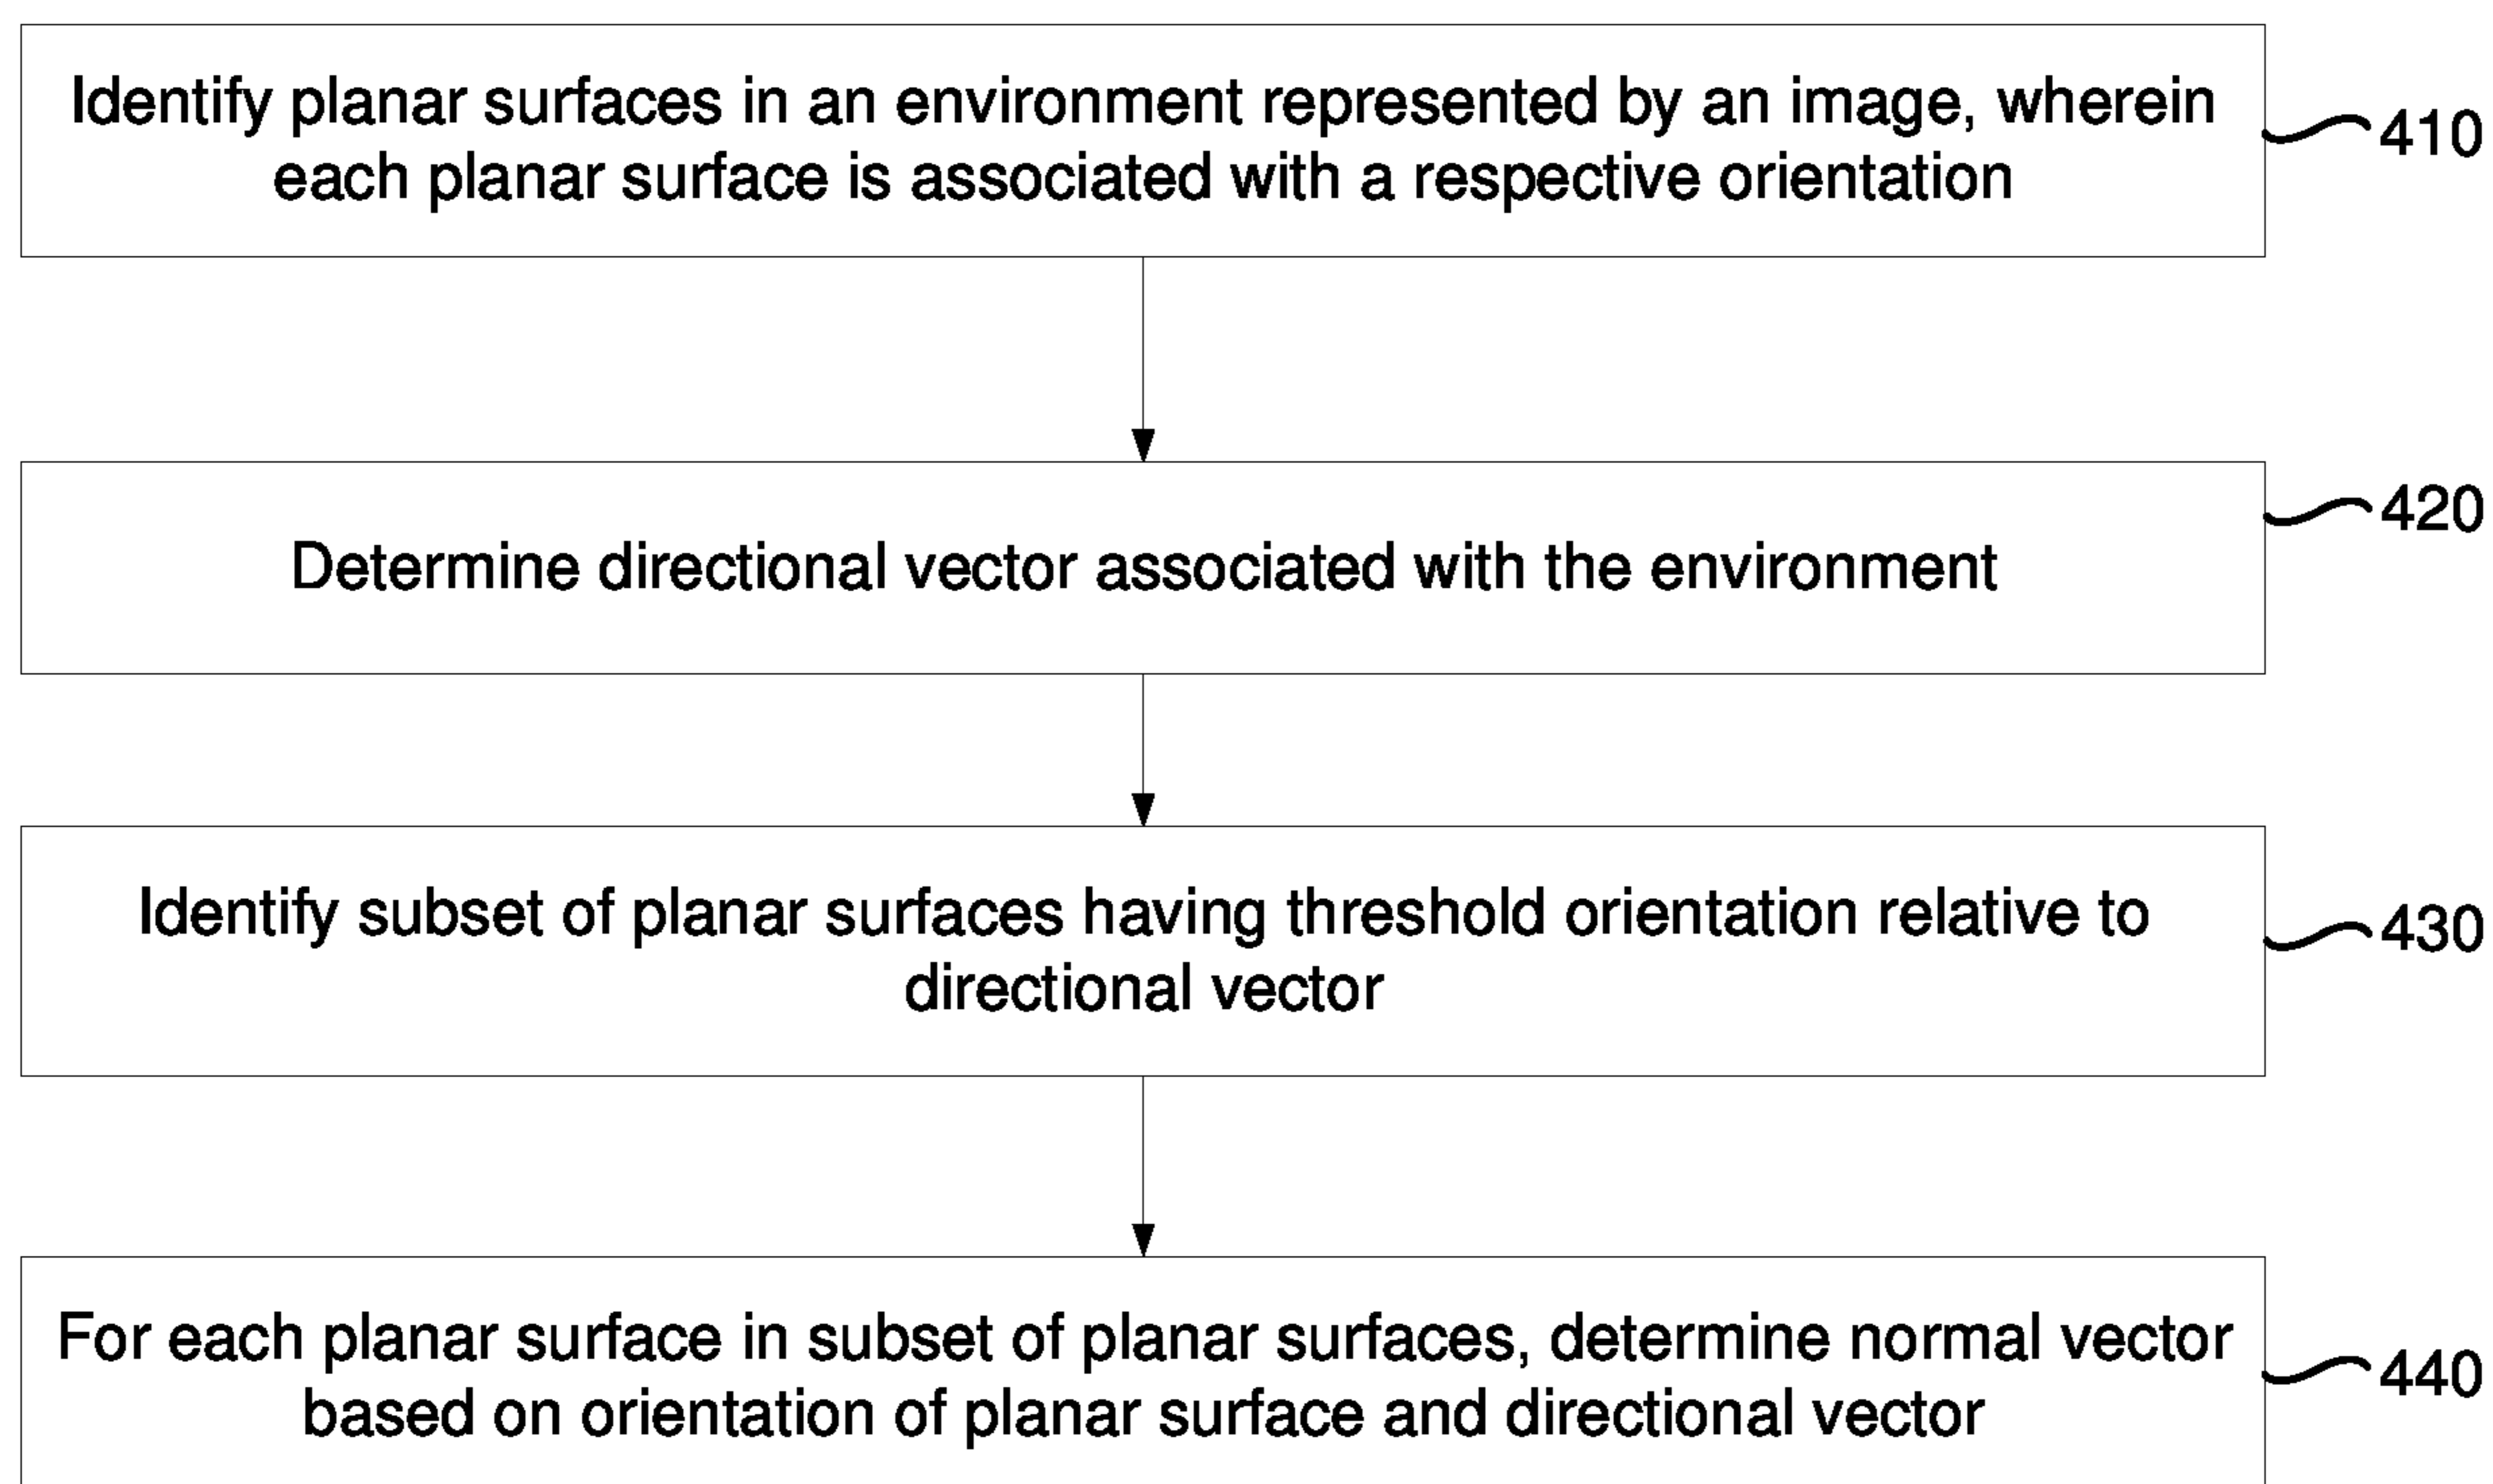 Identify planar surfaces in an environment represented by an image, wherein
each planar surface is associated with a respective orientation
410
Determine directional vector associated with the environment
420
Identify subset of planar surfaces having threshold orientation relative to
directional vector
430
For each planar surface in subset of planar surfaces, determine normal vector
based on orientation of planar surface and directional vector
440